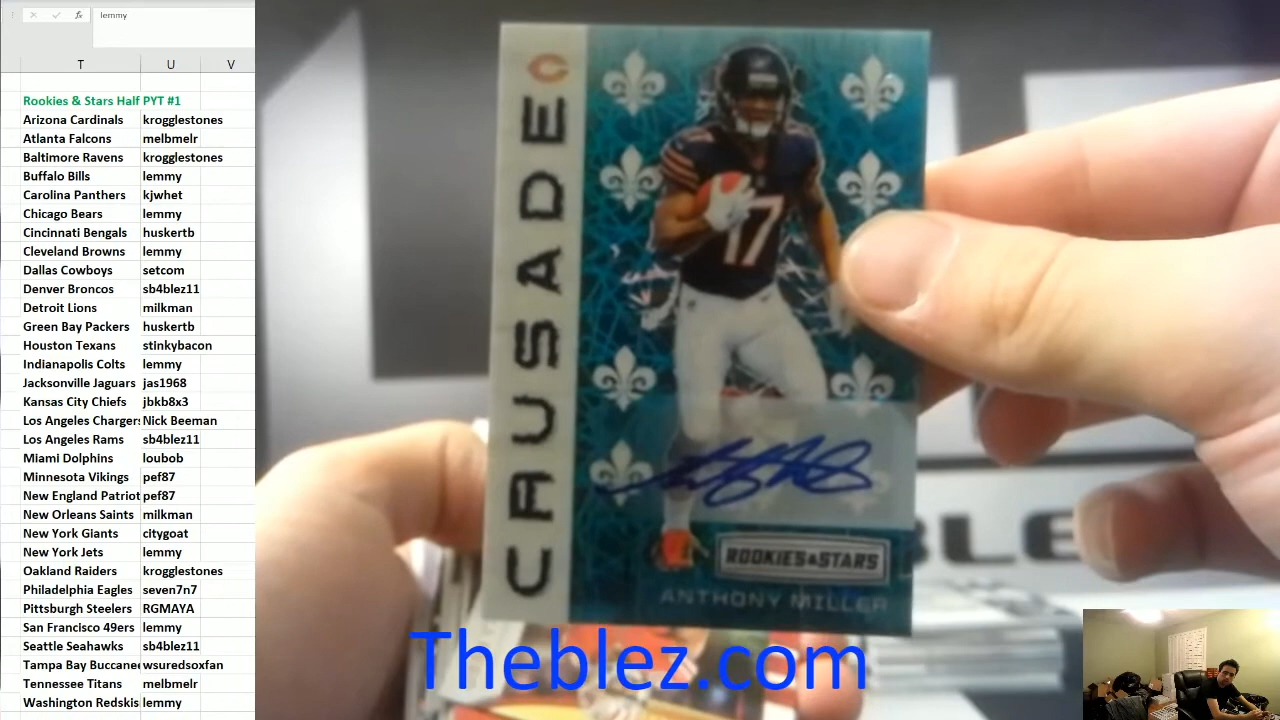 lemmy
T U V
Rookies & Stars Half PYT #1
Arizona Cardinals krogglestones
Atlanta Falcons melbmelr
Baltimore Ravens krogglestones
Buffalo Bills lemmy
Carolina Panthers kjwhet
Chicago Bears lemmy
Cincinnati Bengals huskertb
Cleveland Browns lemmy
Dallas Cowboys setcom
Denver Broncos sb4blez11
Detroit Lions milkman
Green Bay Packers huskertb
Houston Texans stinkybacon
Indianapolis Colts lemmy
Jacksonville Jaguars jas1968
Kansas City Chiefs jbkb8x3
Los Angeles Chargers Nick Beeman
Los Angeles Rams sb4blez11
Miami Dolphins loubob
Minnesota Vikings pef87
New England Patriot pef87
New Orleans Saints milkman
New York Giants citygoat
New York Jets lemmy
Oakland Raiders krogglestones
Philadelphia Eagles seven7n7
Pittsburgh Steelers RGMAYA
San Francisco 49ers lemmy
Seattle Seahawks sb4blez11
Tampa Bay Buccanee wsuredsoxfan
Tennessee Titans melbmelr
Washington Redskis lemmy
CRUSADE
17
ROOKIES & STARS
ANTHONY MILLER
BLE
Theblez.com